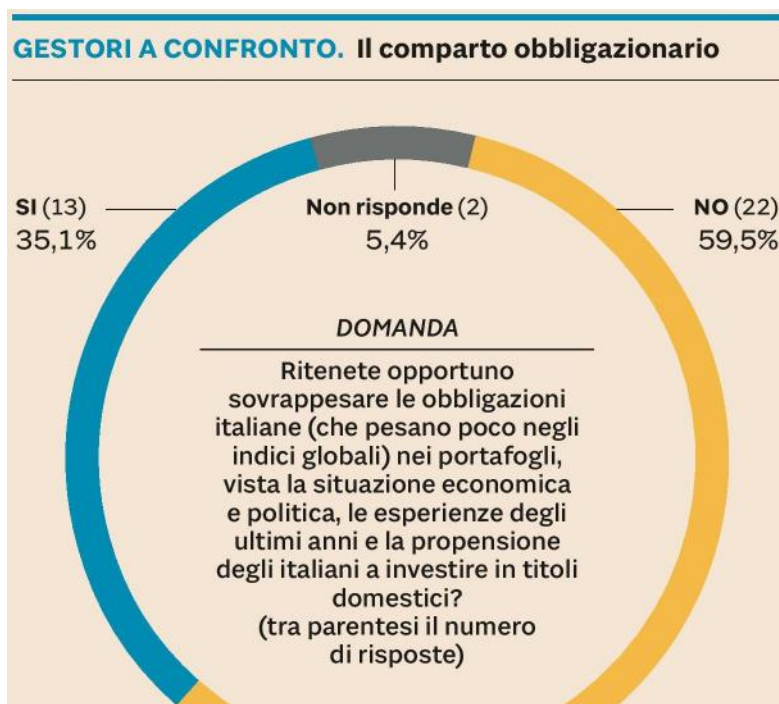 GESTORI A CONFRONTO. Il comparto obbligazionario
SI (13)
35,1%
Non risponde (2)
5,4%
NO (22)
59,5%
DOMANDA
Ritenete opportuno
sovrappesare le obbligazioni
italiane (che pesano poco negli
indici globali) nei portafogli,
vista la situazione economica
e politica, le esperienze degli
ultimi anni e la propensione
degli italiani a investire in titoli
domestici?
(tra parentesi il numero
di risposte)